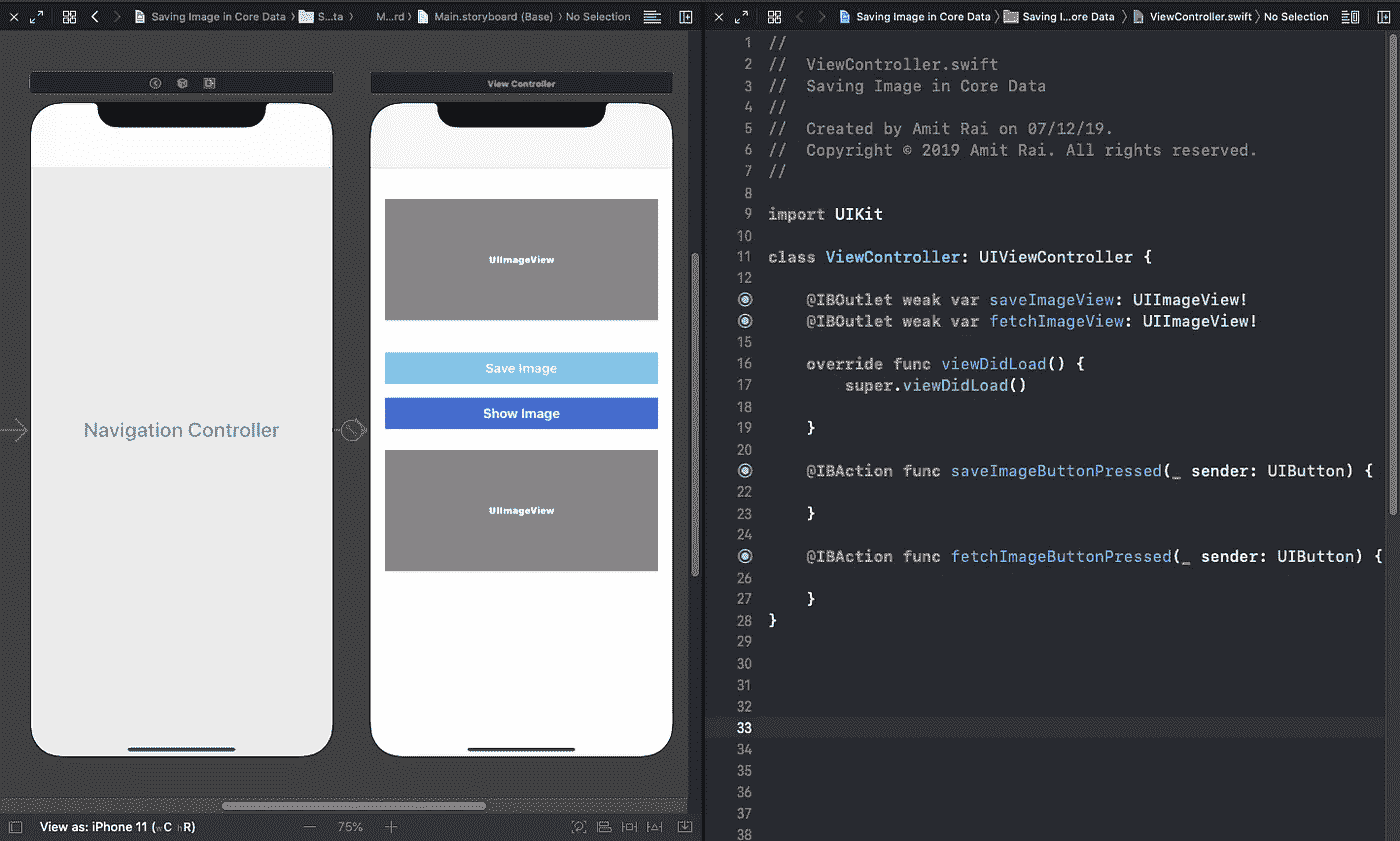 Saving Image in Core Data S...ta M...rd Main.storyboard (Base) No Selection
View Controller
Navigation Controller
UIImageView
Save Image
Show Image
UIImageView
View as: iPhone 11 (wC hR)
75%
Saving Image in Core Data Saving I...ore Data ViewController.swift No Selection
1 //
2 //  ViewController.swift
3 //  Saving Image in Core Data
4 //
5 //  Created by Amit Rai on 07/12/19.
6 //  Copyright © 2019 Amit Rai. All rights reserved.
7 //
8
9 import UIKit
10
11 class ViewController: UIViewController {
12
@IBOutlet weak var saveImageView: UIImageView!
@IBOutlet weak var fetchImageView: UIImageView!
15
16 override func viewDidLoad() {
17 super.viewDidLoad()
18
19 }
20
@IBAction func saveImageButtonPressed(_ sender: UIButton) {
22
23 }
24
@IBAction func fetchImageButtonPressed(_ sender: UIButton) {
26
27 }
28 }
29
30
31
32
33
34
35
36
37
38